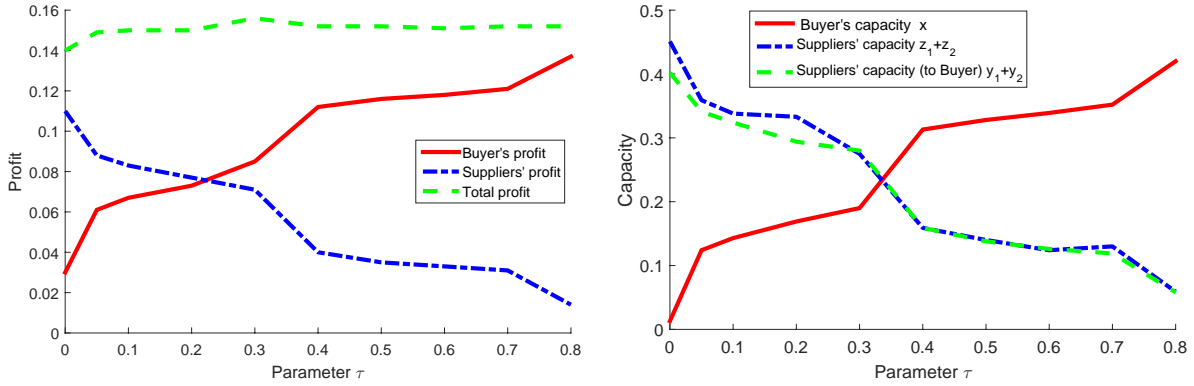 0.16
0.14
0.12
0.1
0.08
0.06
0.04
0.02
0
Profit
Buyer's profit
Suppliers' profit
Total profit
0 0.1 0.2 0.3 0.4 0.5 0.6 0.7 0.8
Parameter τ
0.5
0.4
0.3
0.2
0.1
0
Capacity
Buyer's capacity x
Suppliers' capacity z_1+z_2
Suppliers' capacity (to Buyer) y_1+y_2
0 0.1 0.2 0.3 0.4 0.5 0.6 0.7 0.8
Parameter τ